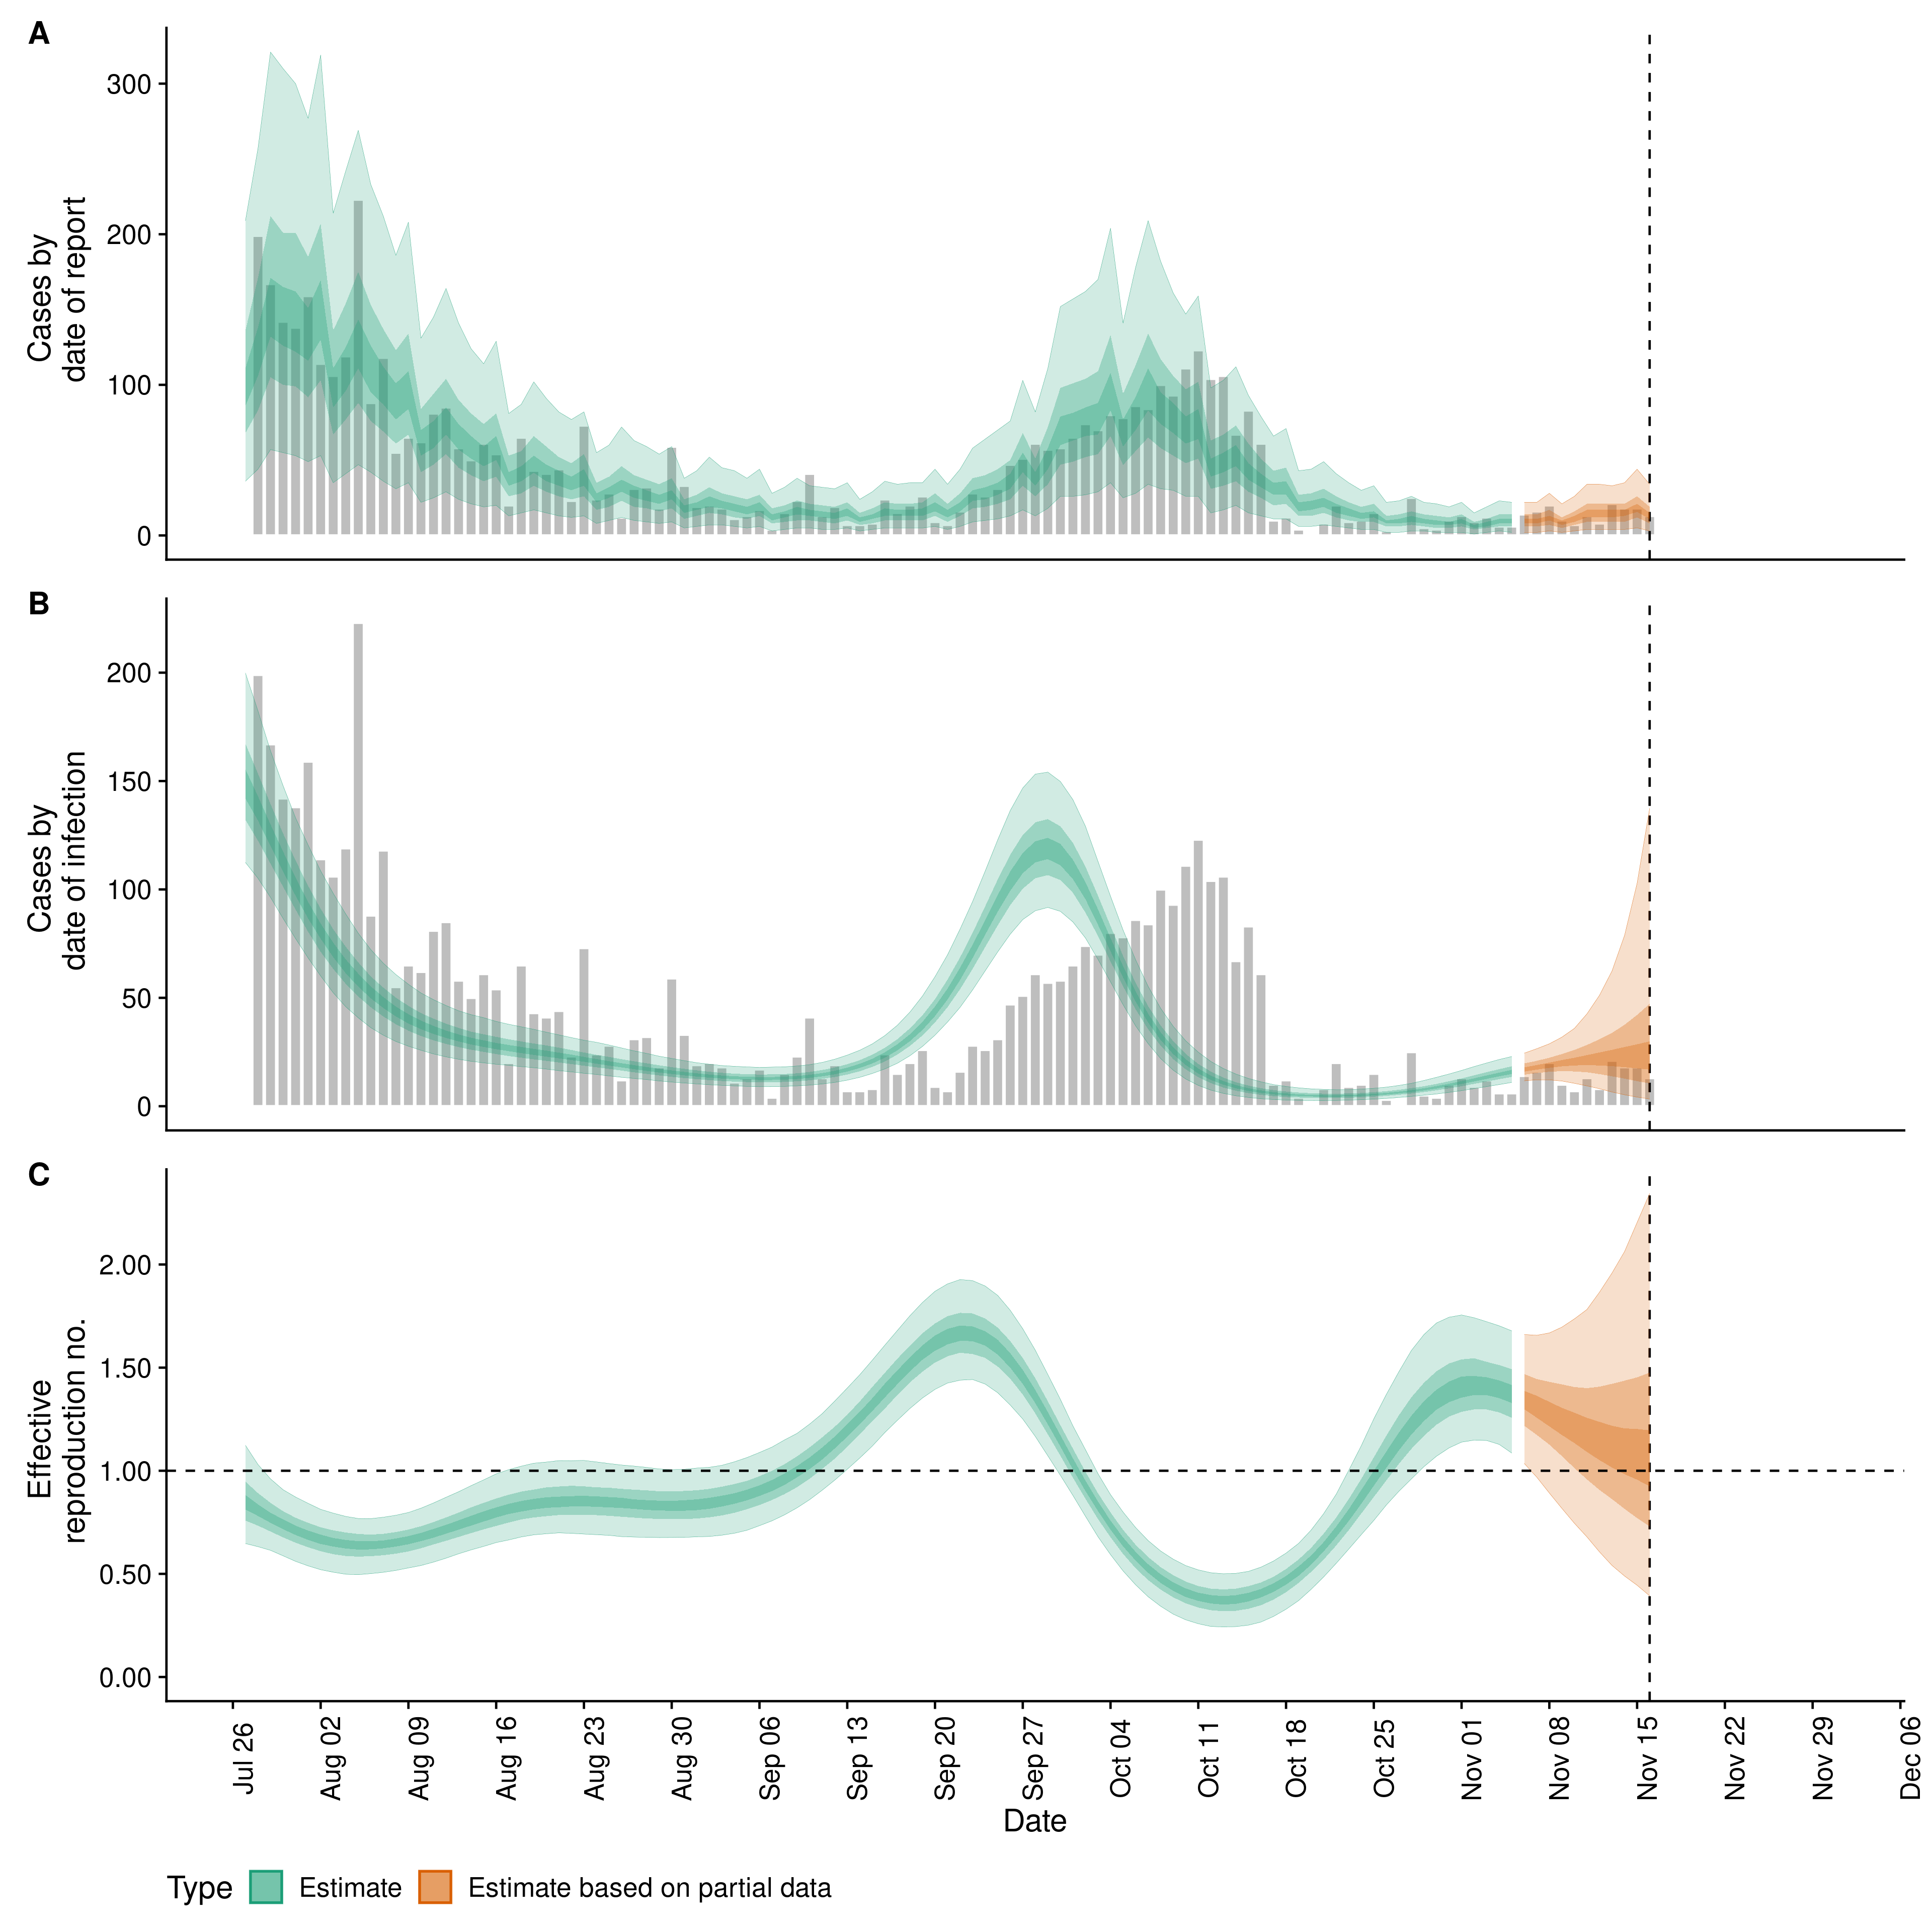 A
Cases by
date of report
300
200
100
0
B
Cases by
date of infection
200
150
100
50
0
C
Effective
reproduction no.
2.00
1.50
1.00
0.50
0.00
Jul 26
Aug 02
Aug 09
Aug 16
Aug 23
Aug 30
Sep 06
Sep 13
Sep 20
Sep 27
Oct 04
Oct 11
Oct 18
Oct 25
Nov 01
Nov 08
Nov 15
Nov 22
Nov 29
Dec 06
Date
Type Estimate Estimate based on partial data